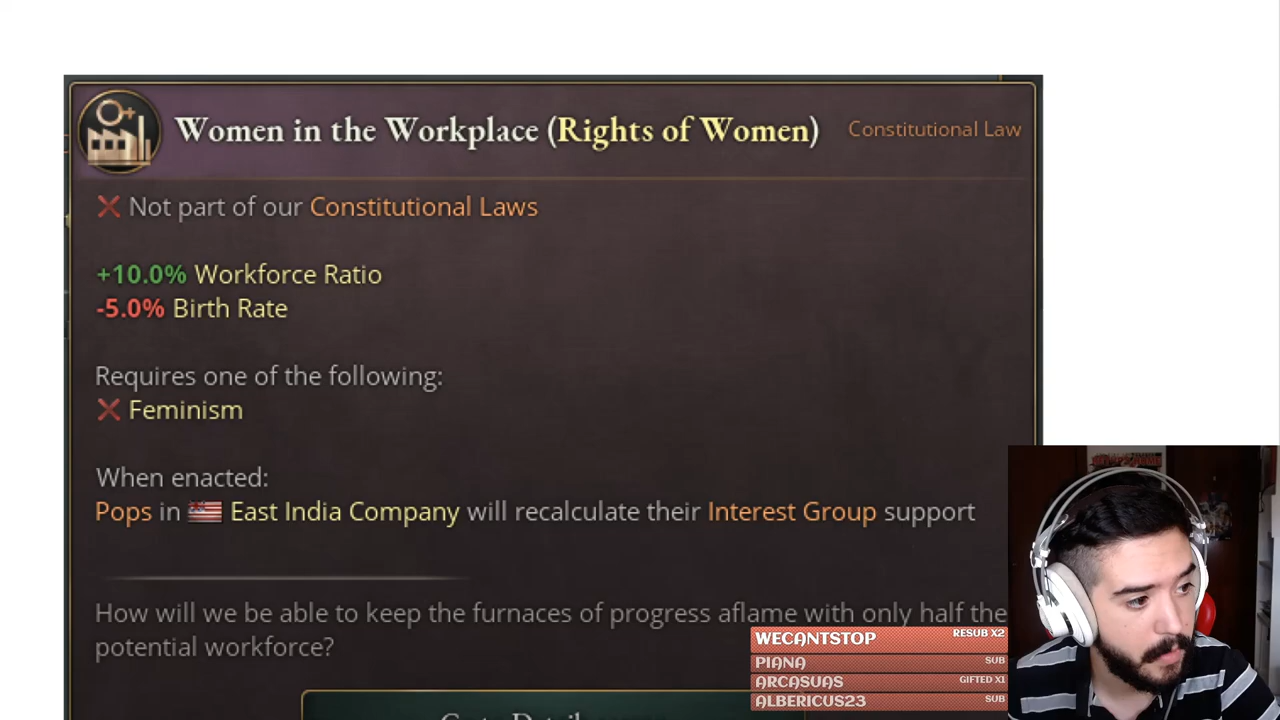 Women in the Workplace (Rights of Women) Constitutional Law
Not part of our Constitutional Laws
+10.0% Workforce Ratio
-5.0% Birth Rate
Requires one of the following:
Feminism
When enacted:
Pops in East India Company will recalculate their Interest Group support
How will we be able to keep the furnaces of progress aflame with only half the
potential workforce?
WECANTSTOP RESUB X2
PIANA SUB
ARCASUAS GIFTED X1
ALBERICUS23 SUB